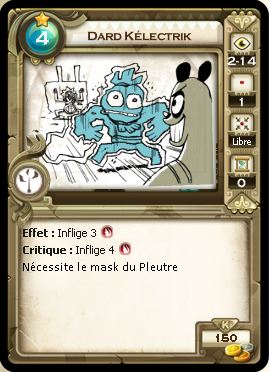 Dard Kélectrik
4
2-14
1
Libre
0
Effet : Inflige 3
Critique : Inflige 4
Nécessite le mask du Pleutre
K
150